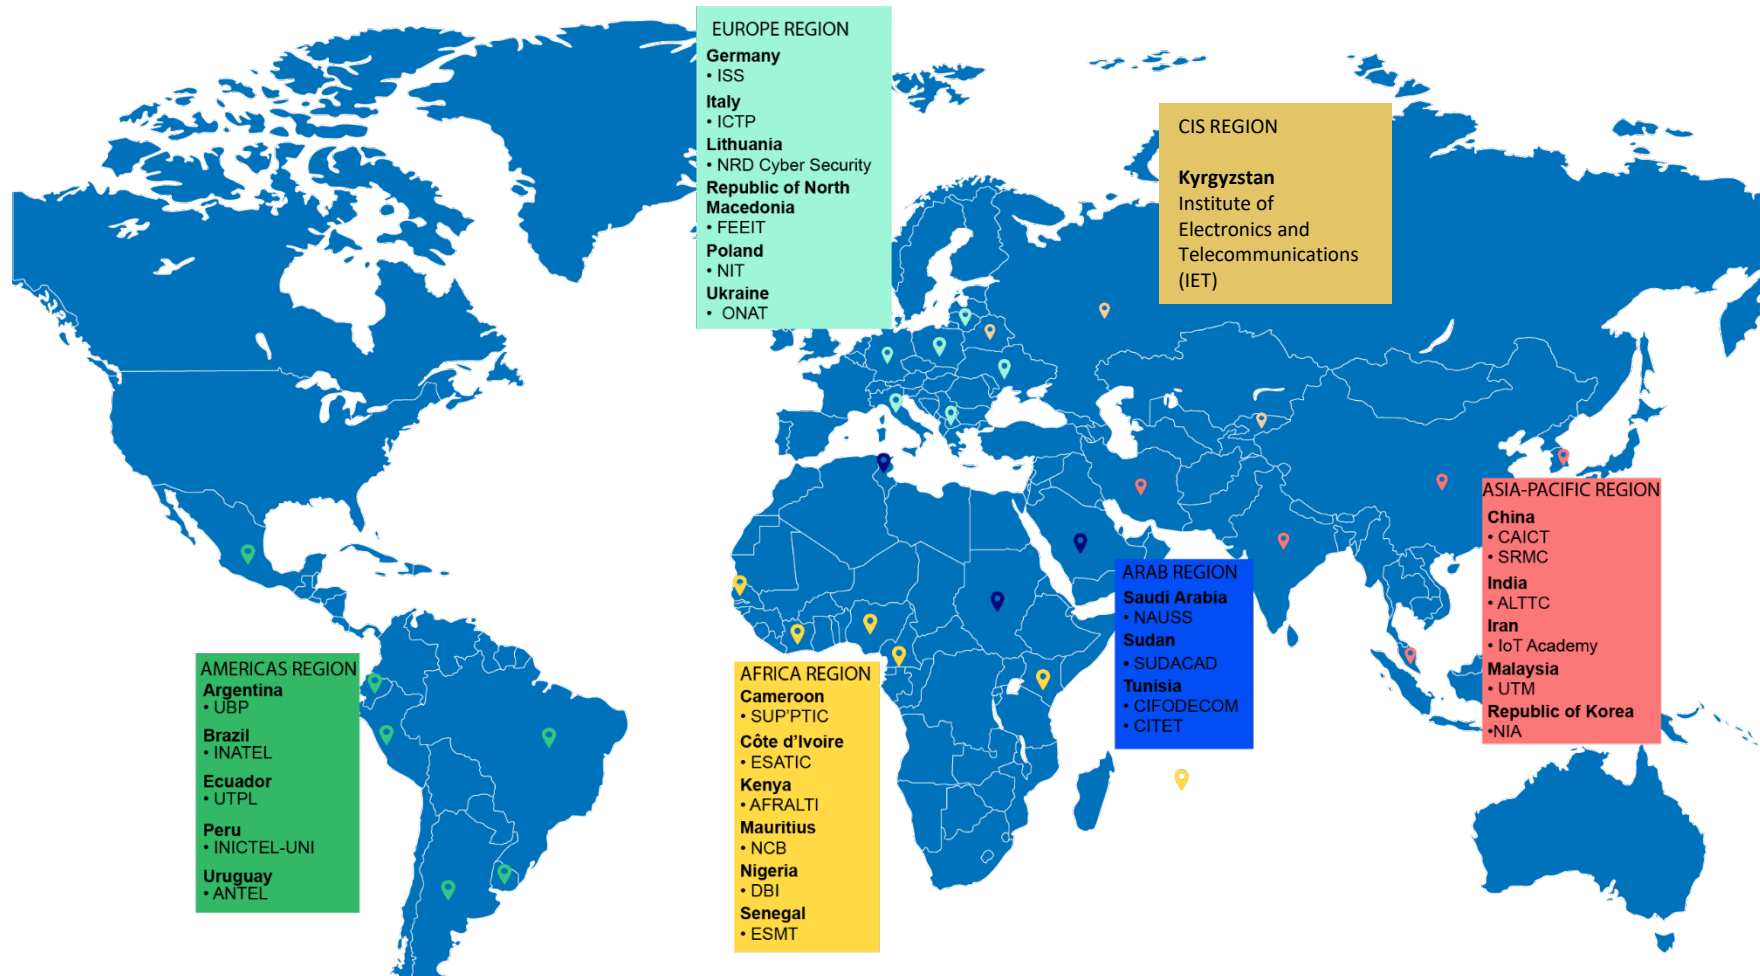 EUROPE REGION
Germany
• ISS
Italy
• ICTP
Lithuania
• NRD Cyber Security
Republic of North
Macedonia
• FEEIT
Poland
• NIT
Ukraine
• ONAT
CIS REGION
Kyrgyzstan
Institute of
Electronics and
Telecommunications
(IET)
ASIA-PACIFIC REGION
China
• CAICT
• SRMC
India
• ALTTC
Iran
• IoT Academy
Malaysia
• UTM
Republic of Korea
•NIA
ARAB REGION
Saudi Arabia
• NAUSS
Sudan
• SUDACAD
Tunisia
• CIFODECOM
• CITET
AMERICAS REGION
Argentina
• UBP
Brazil
• INATEL
Ecuador
• UTPL
Peru
• INICTEL-UNI
Uruguay
• ANTEL
AFRICA REGION
Cameroon
• SUP'PTIC
Côte d'Ivoire
• ESATIC
Kenya
• AFRALTI
Mauritius
• NCB
Nigeria
• DBI
Senegal
• ESMT